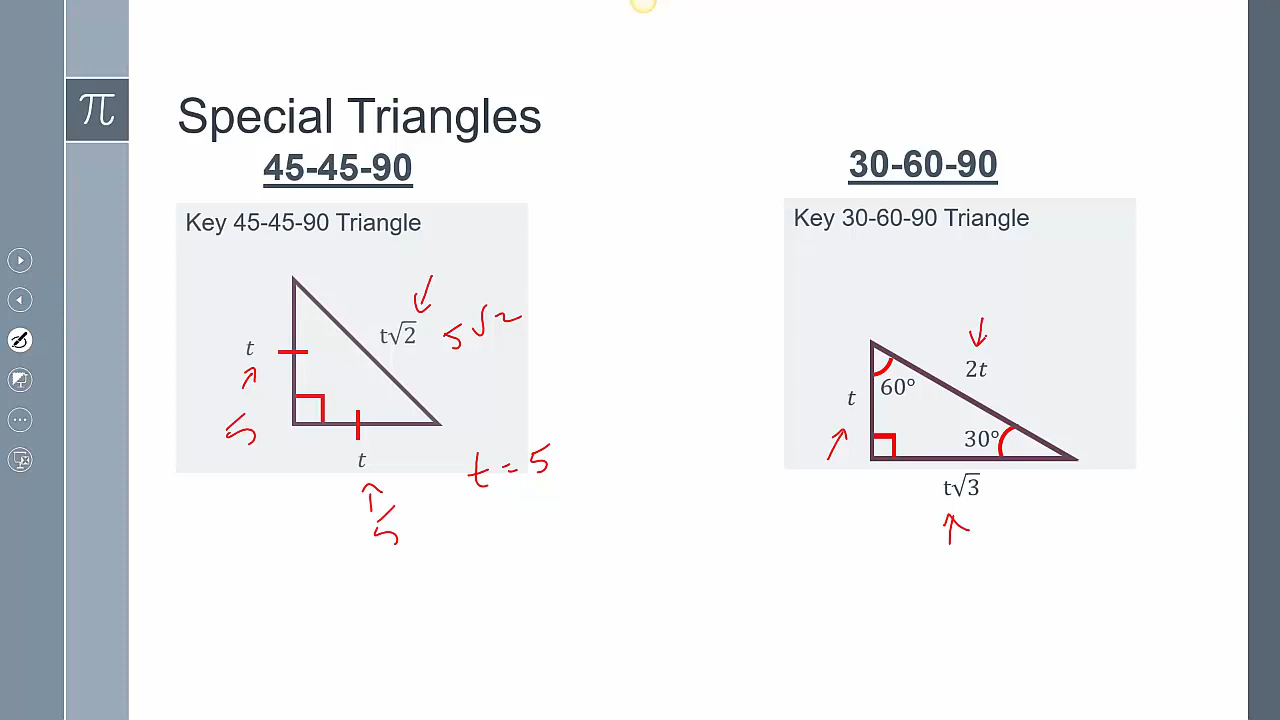 π
Special Triangles
45-45-90
Key 45-45-90 Triangle
t√2
5√2
t
5
t
t = 5
5
30-60-90
Key 30-60-90 Triangle
2t
60°
t
30°
t√3